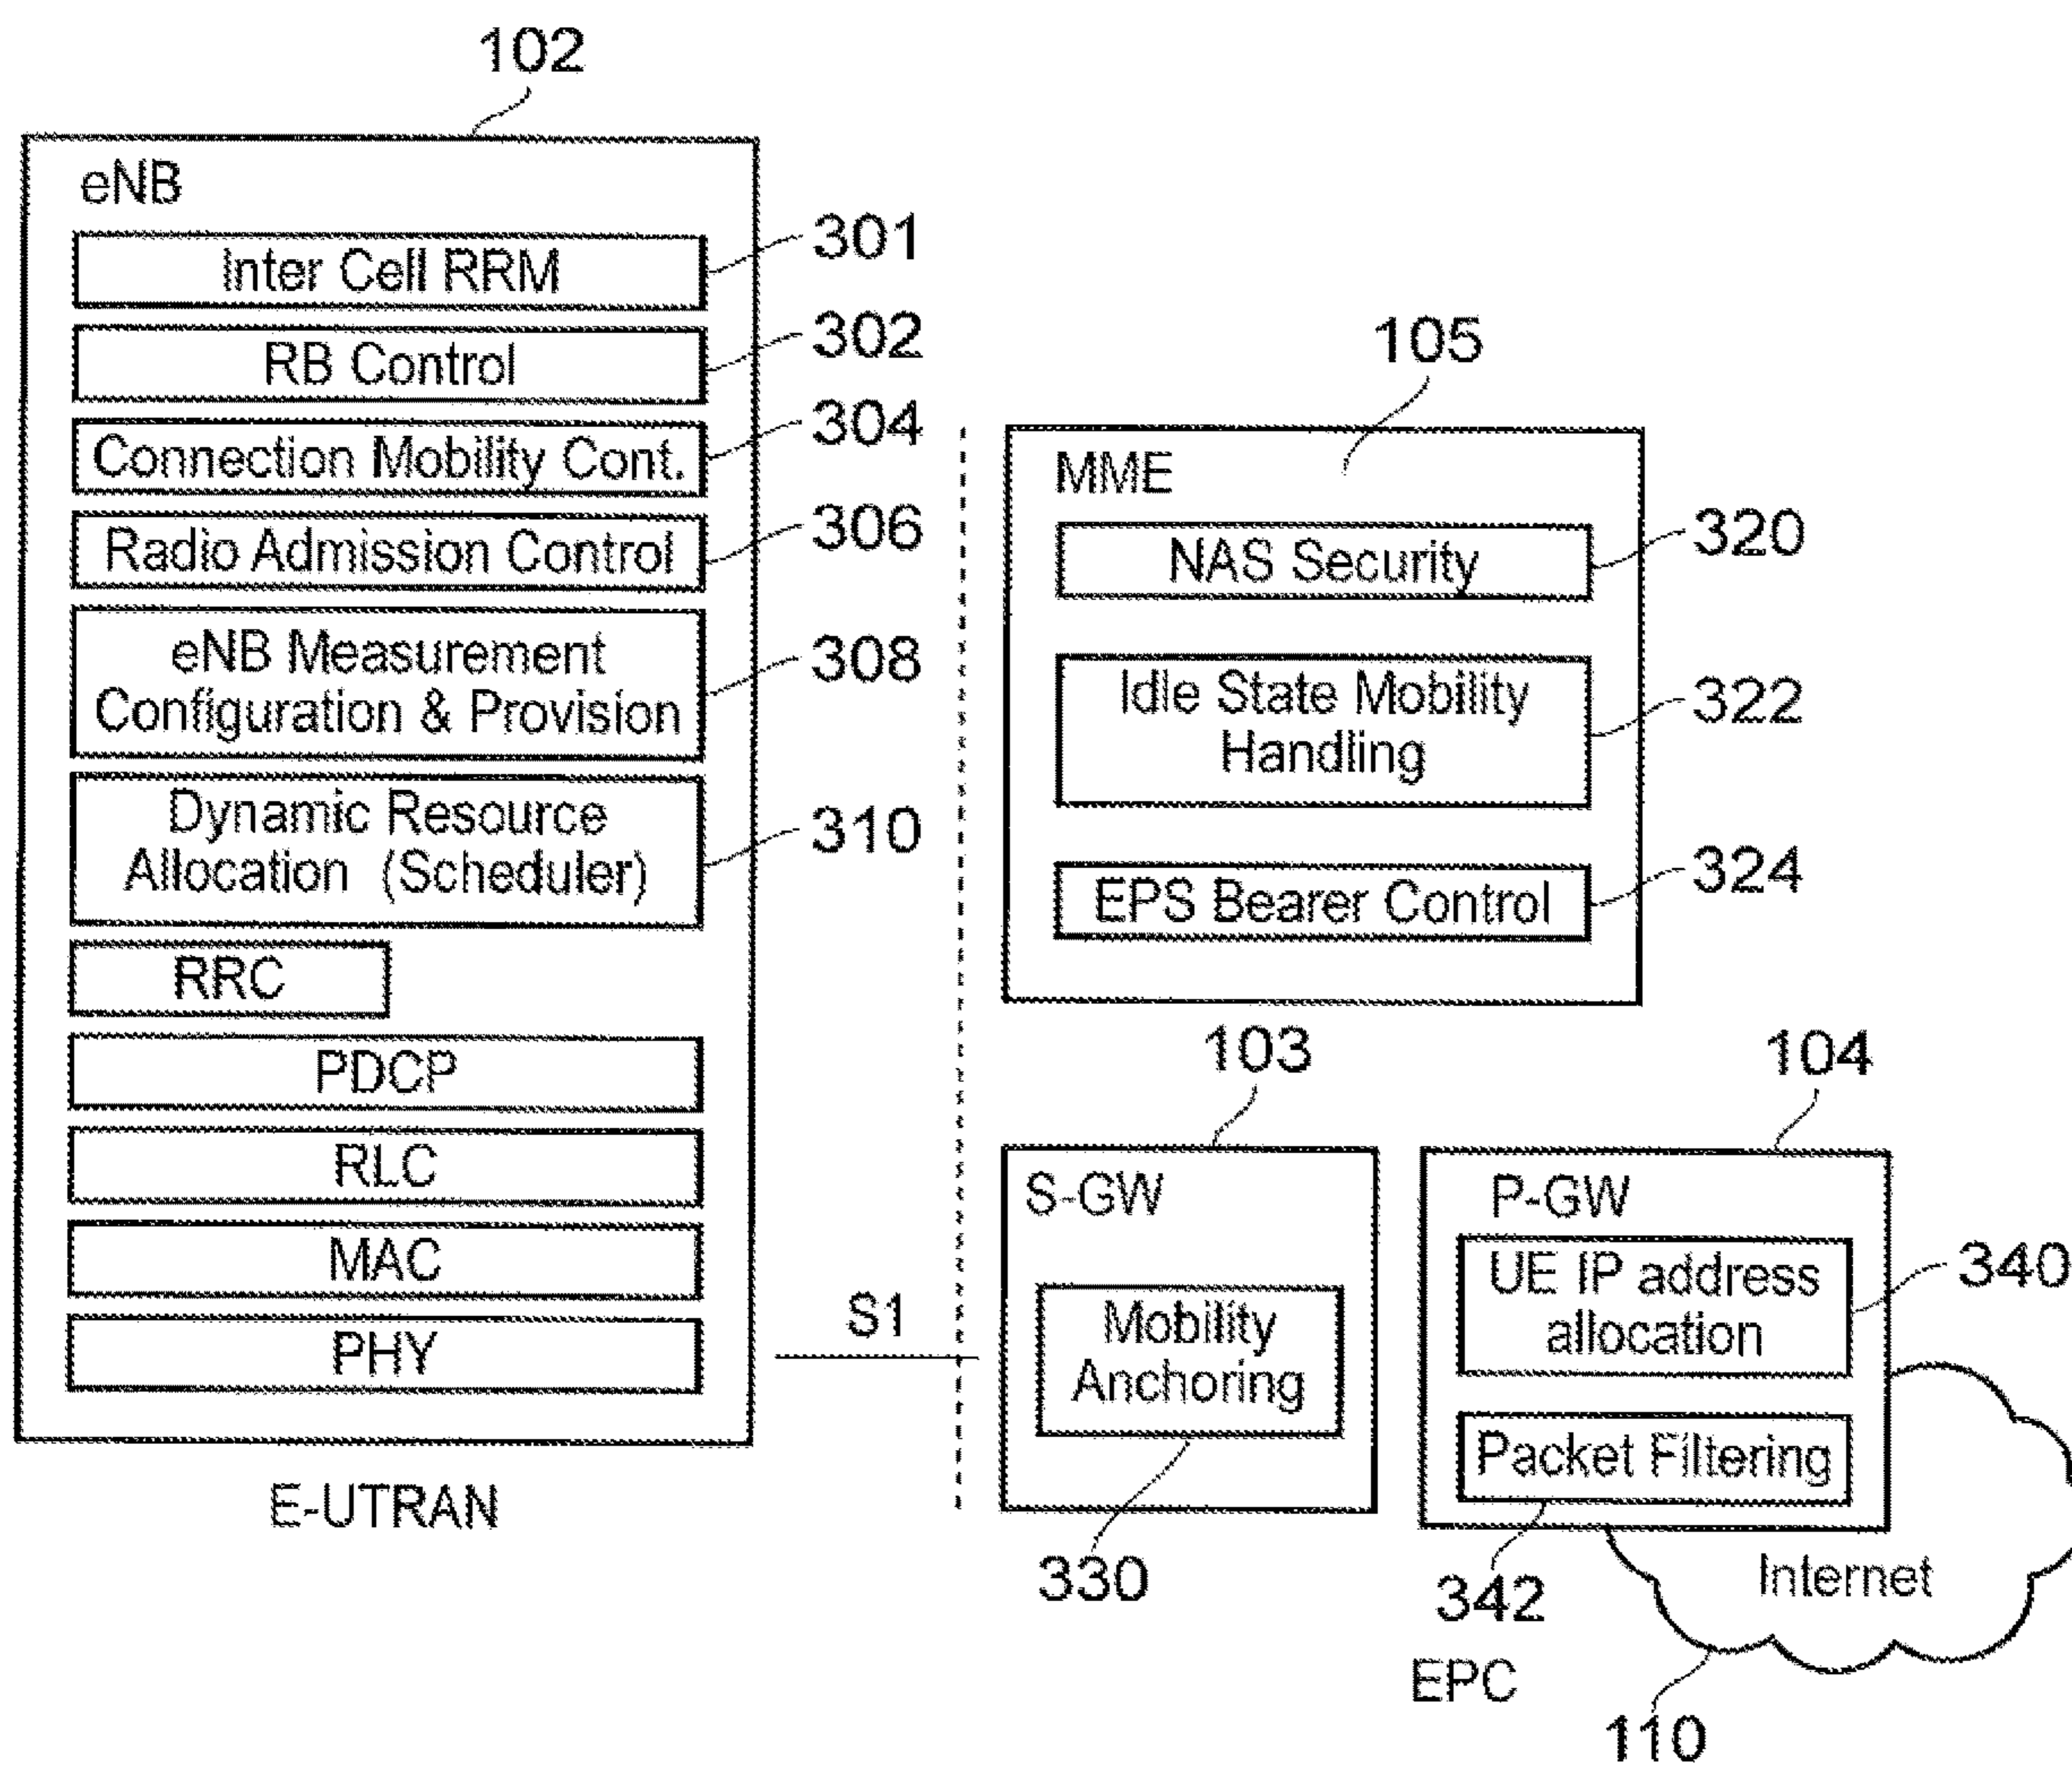 102
eNB
Inter Cell RRM
301
RB Control
302
Connection Mobility Cont.
304
Radio Admission Control
306
eNB Measurement
Configuration & Provision
308
Dynamic Resource
Allocation (Scheduler)
310
RRC
PDCP
RLC
MAC
PHY
E-UTRAN
S1
105
MME
NAS Security
320
Idle State Mobility
Handling
322
EPS Bearer Control
324
103
S-GW
Mobility
Anchoring
330
104
P-GW
UE IP address
allocation
340
Packet Filtering
342
Internet
EPC
110